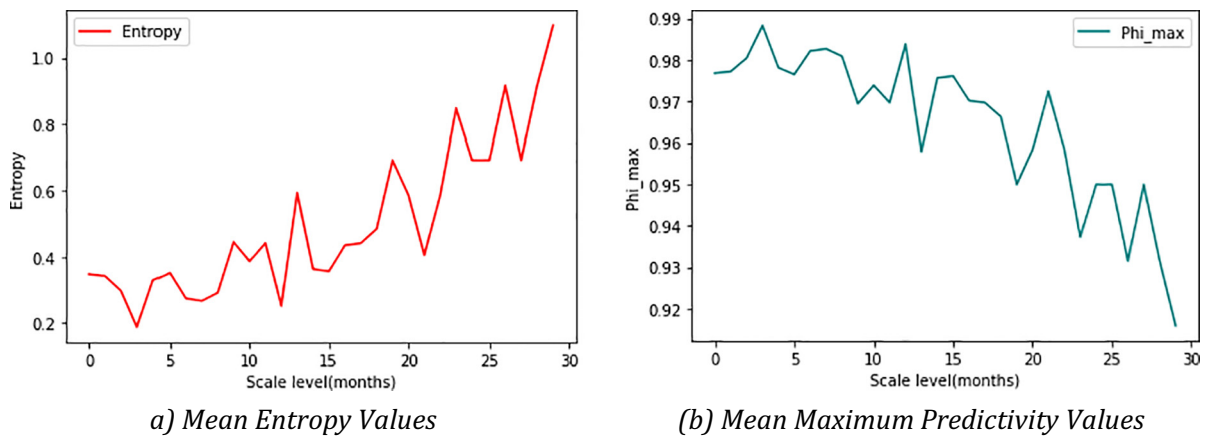 Entropy
1.0
0.8
0.6
0.4
0.2
Entropy
0 5 10 15 20 25 30
Scale level(months)
a) Mean Entropy Values
Phi_max
0.99
0.98
0.97
0.96
0.95
0.94
0.93
0.92
Phi_max
0 5 10 15 20 25 30
Scale level(months)
(b) Mean Maximum Predictivity Values